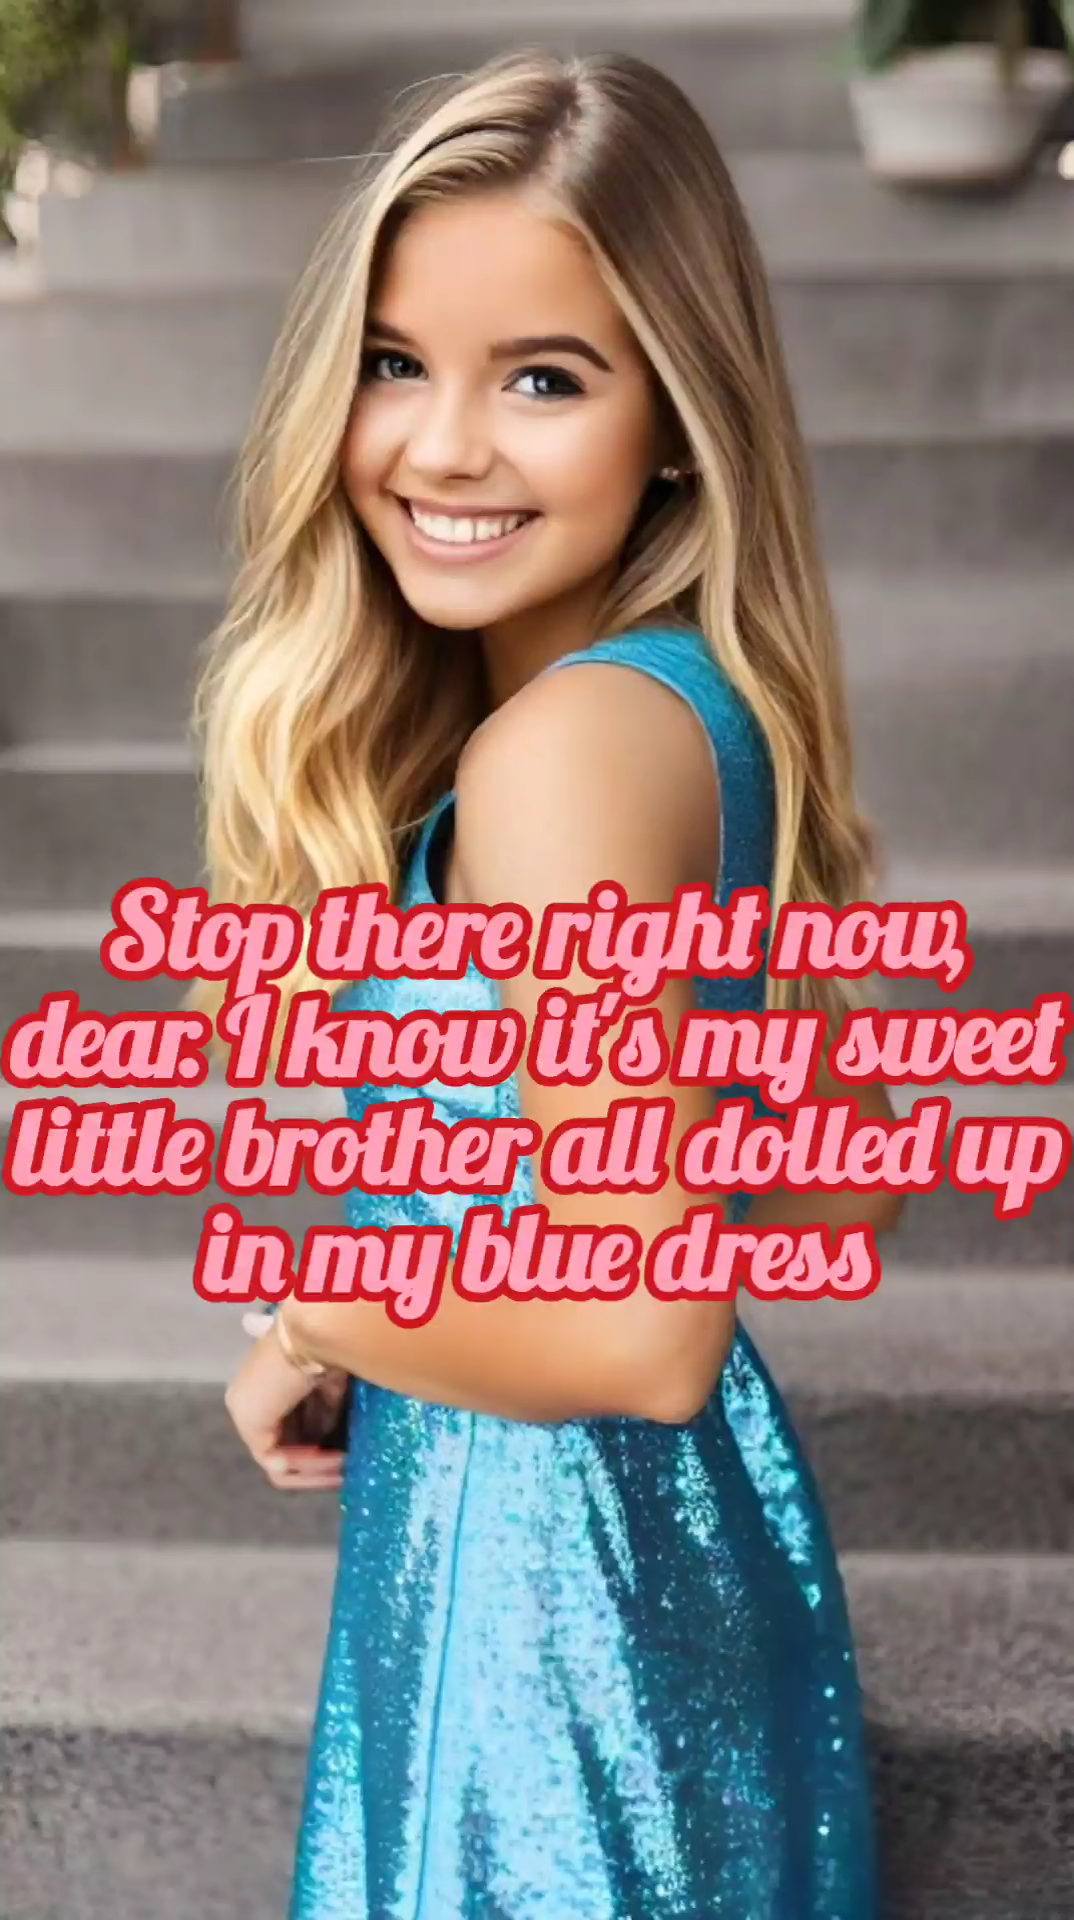 Stop there right now,
dear. I know it's my sweet
little brother all dolled up
in my blue dress